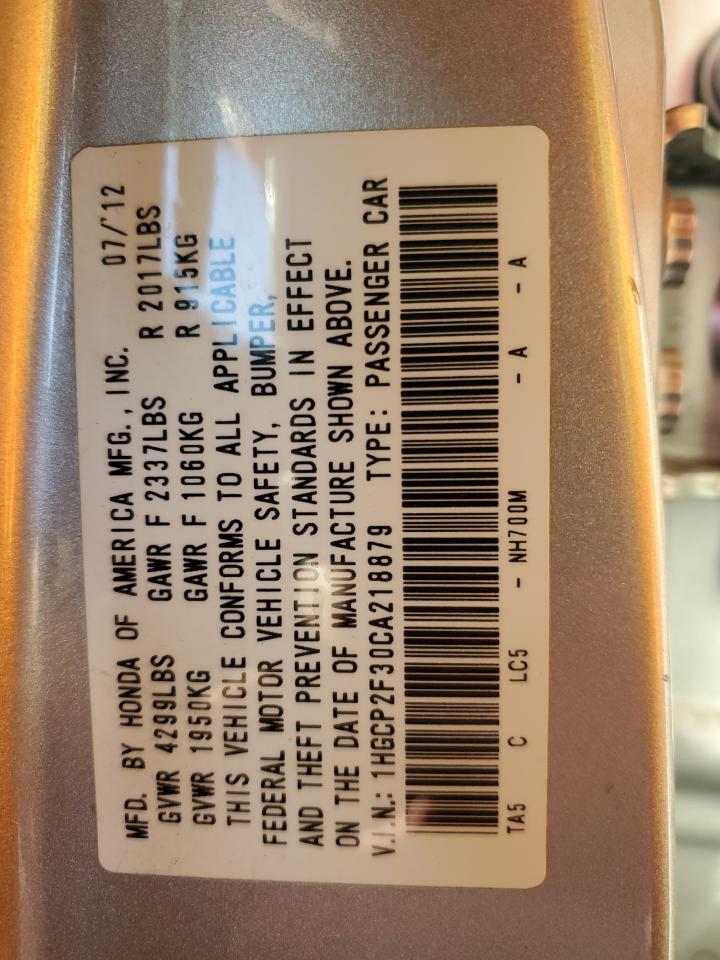 MFD. BY HONDA OF AMERICA MFG., INC. 07/'12
GVWR 4299LBS GAWR F 2337LBS R 2017LBS
GVWR 1950KG GAWR F 1060KG R 915KG
THIS VEHICLE CONFORMS TO ALL APPLICABLE
FEDERAL MOTOR VEHICLE SAFETY, BUMPER,
AND THEFT PREVENTION STANDARDS IN EFFECT
ON THE DATE OF MANUFACTURE SHOWN ABOVE.
V.I.N.: 1HGCP2F30CA218879 TYPE: PASSENGER CAR
TA5 C LC5 - NH700M - A - A